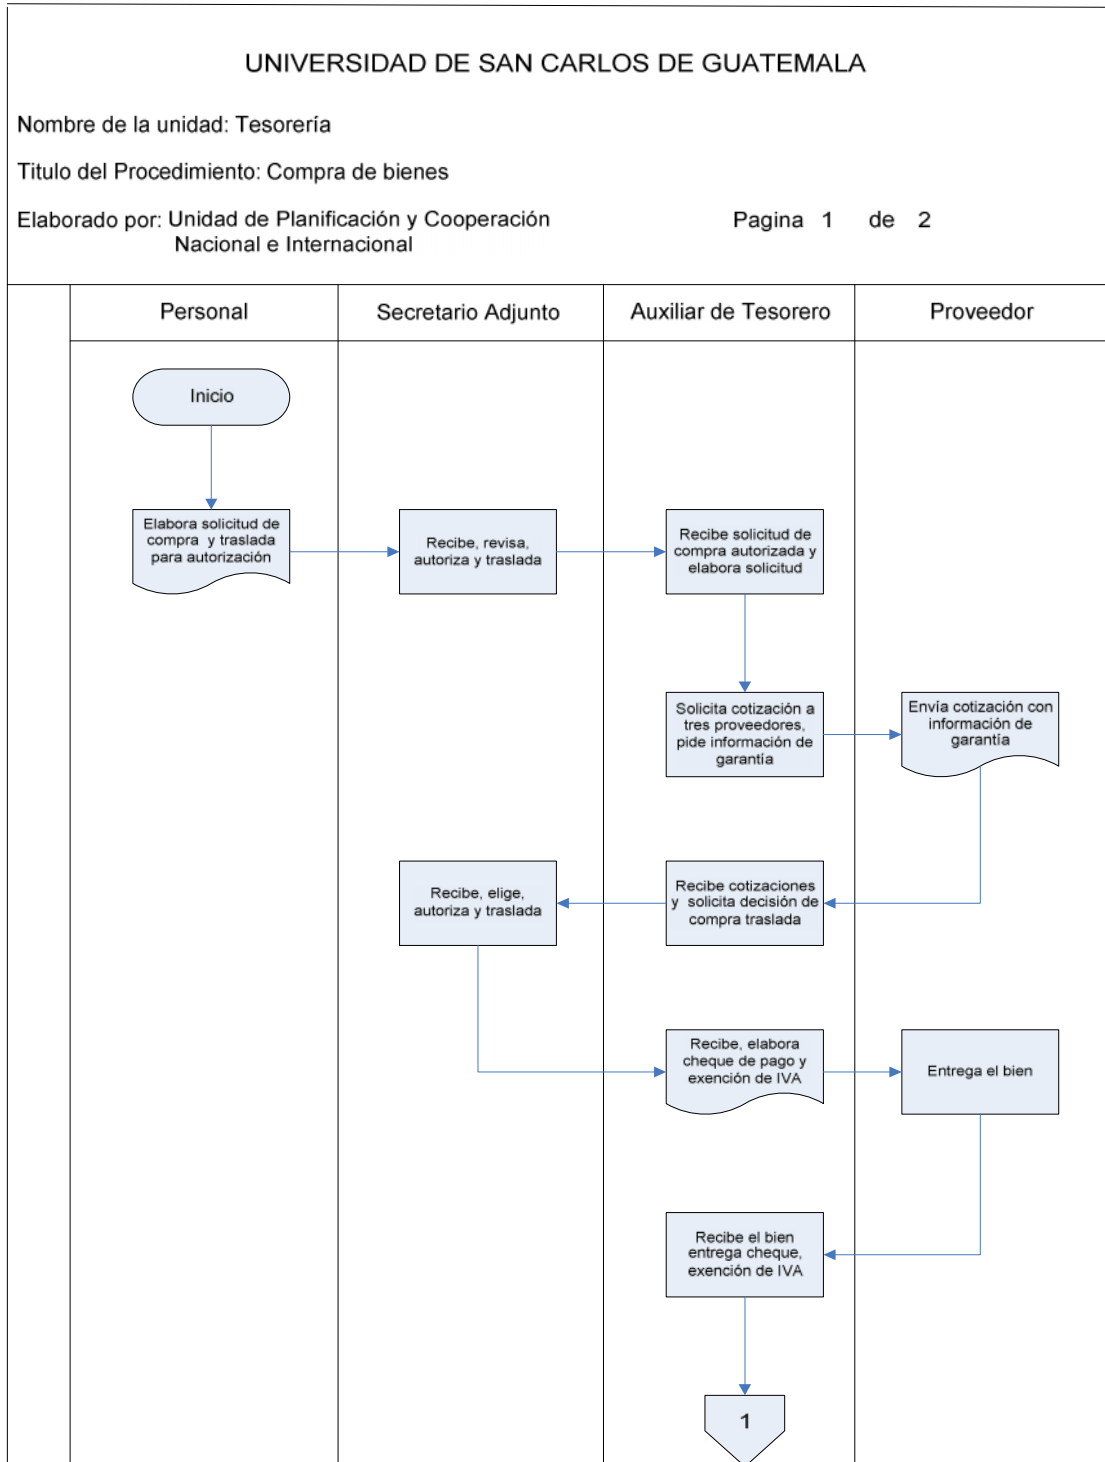 UNIVERSIDAD DE SAN CARLOS DE GUATEMALA
Nombre de la unidad: Tesorería
Titulo del Procedimiento: Compra de bienes
Elaborado por: Unidad de Planificación y Cooperación
Nacional e Internacional
Pagina 1 de 2
Personal
Secretario Adjunto
Auxiliar de Tesorero
Proveedor
Inicio
Elabora solicitud de
compra y traslada
para autorización
Recibe, revisa,
autoriza y traslada
Recibe solicitud de
compra autorizada y
elabora solicitud
Solicita cotización a
tres proveedores,
pide información de
garantía
Envía cotización con
información de
garantía
Recibe cotizaciones
y solicita decisión de
compra traslada
Recibe, elige,
autoriza y traslada
Recibe, elabora
cheque de pago y
exención de IVA
Entrega el bien
Recibe el bien
entrega cheque,
exención de IVA
1